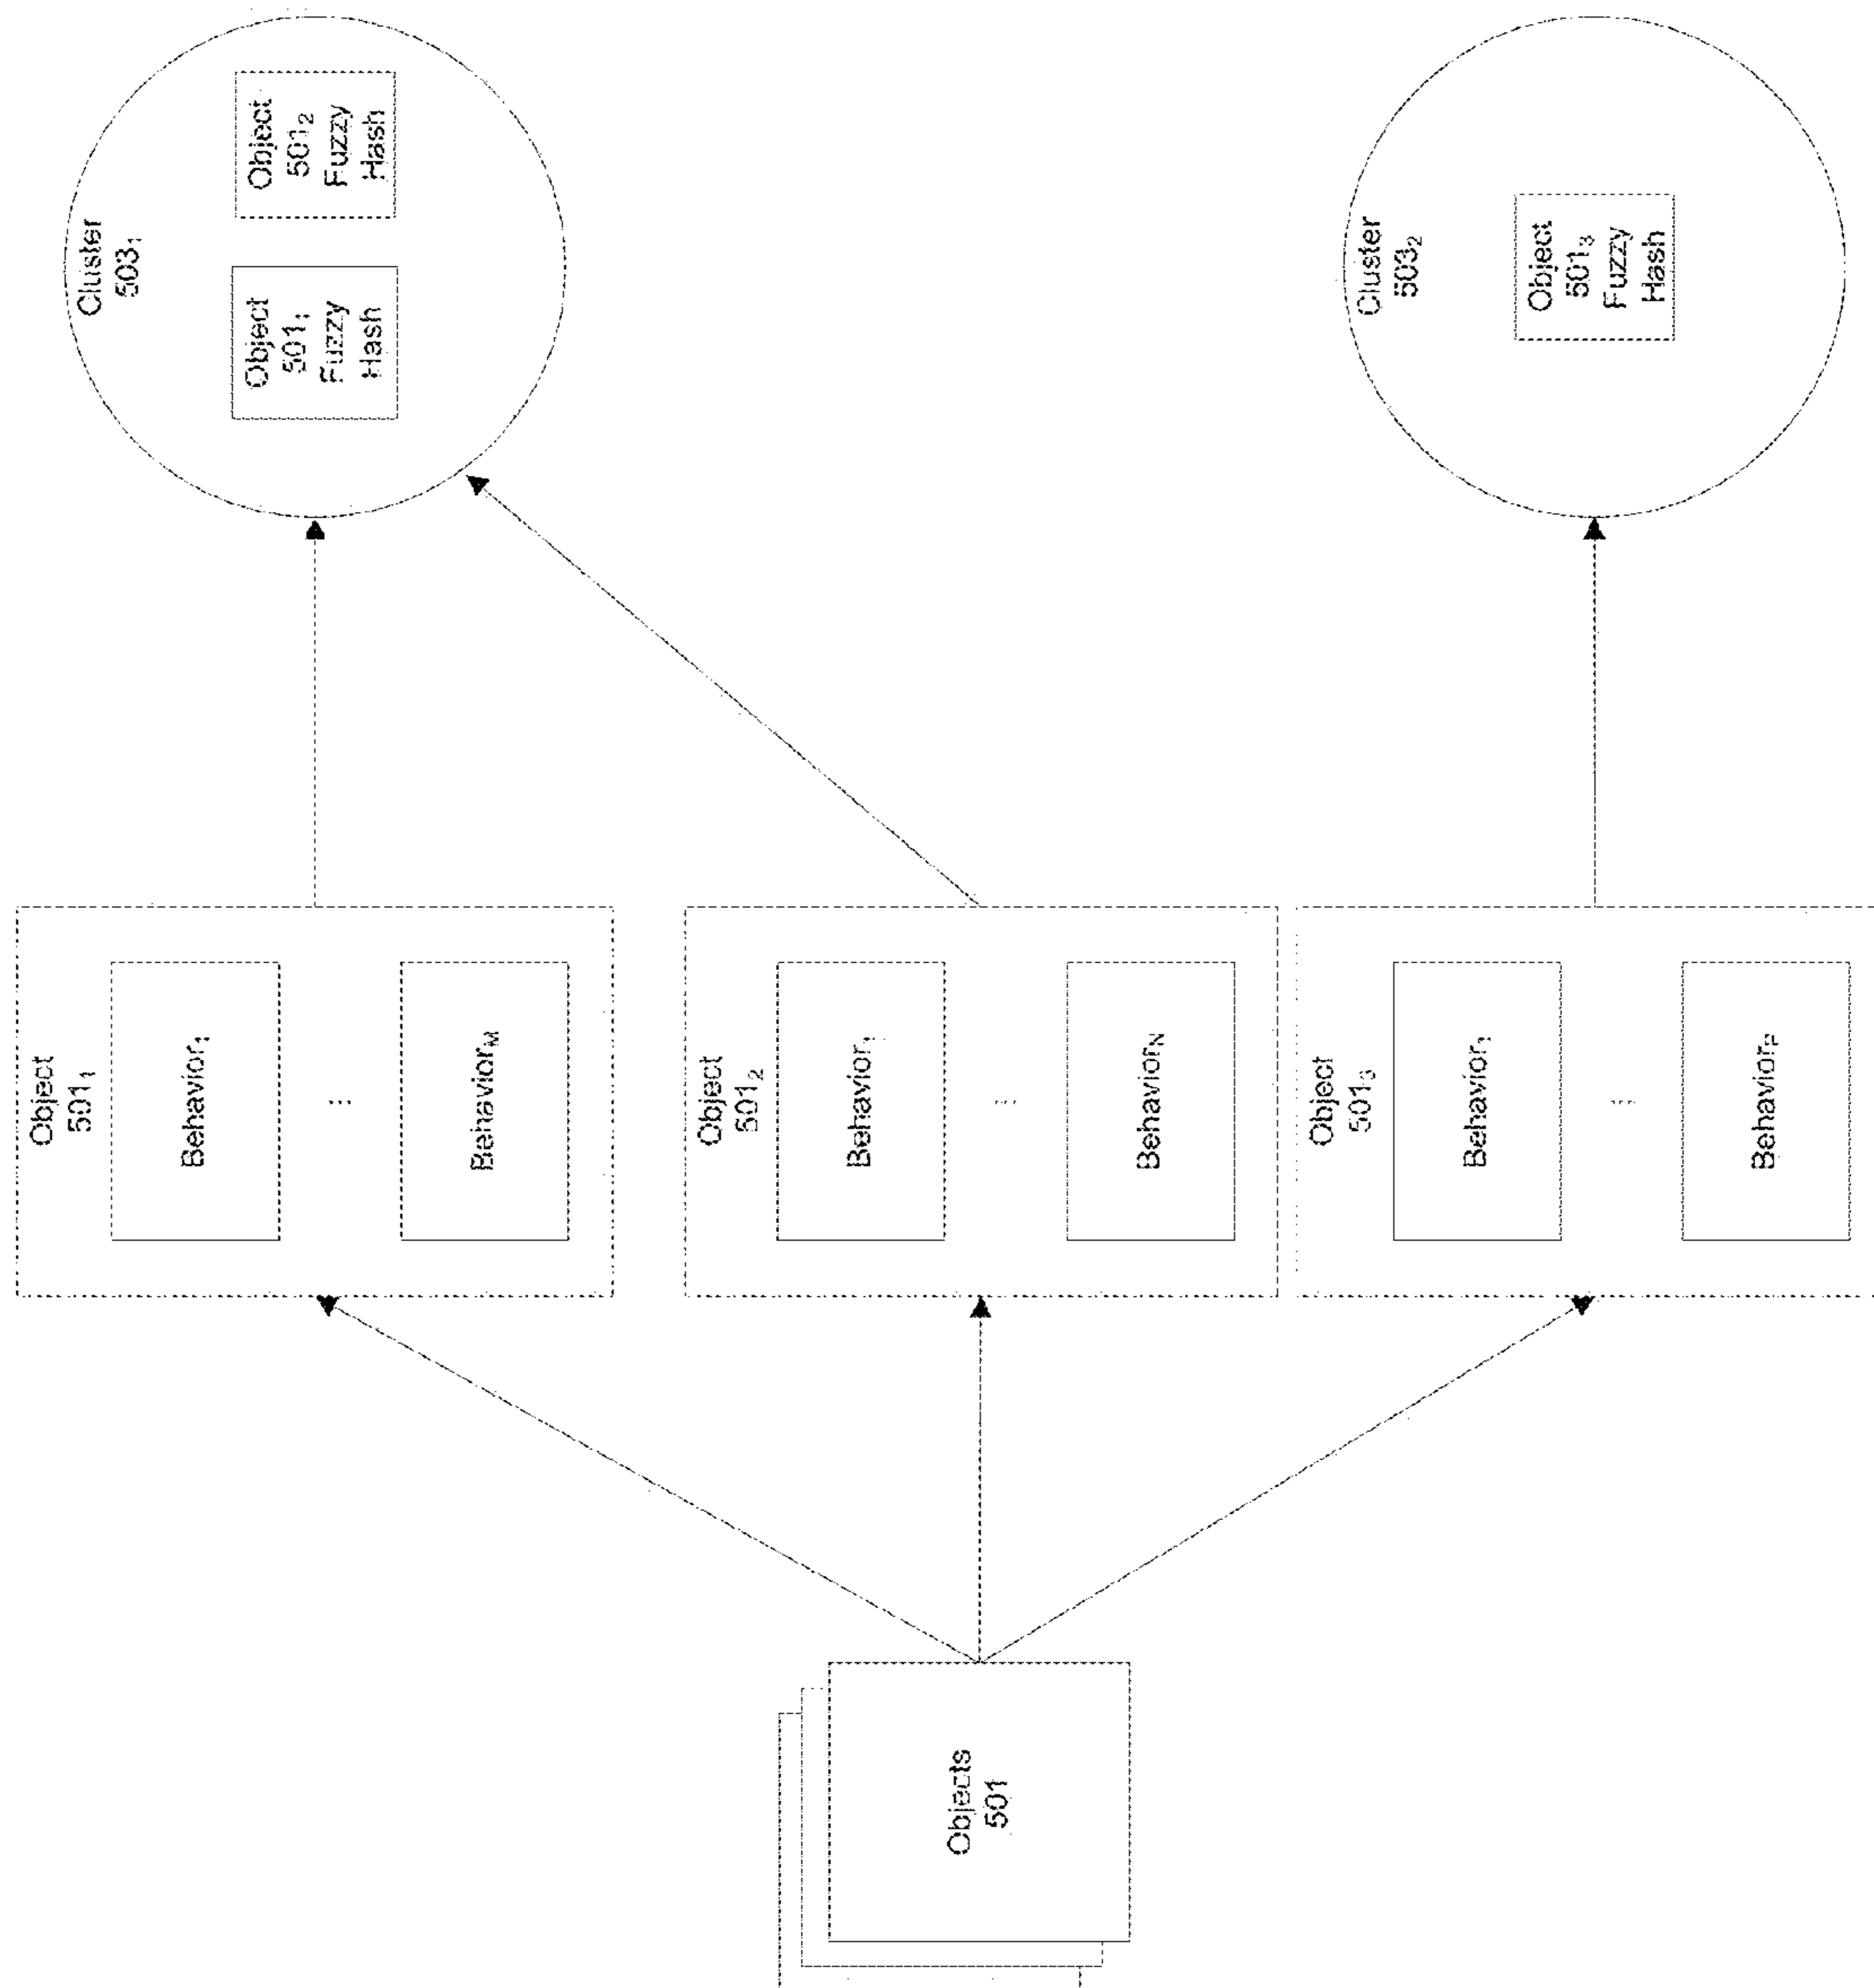 Objects
501
Object
501₁
Behavior₁
...
Behavior_M
Object
501₂
Behavior₁
...
Behavior_N
Object
501₃
Behavior₁
...
Behavior_P
Cluster
503₁
Object
501₁
Fuzzy
Hash
Object
501₂
Fuzzy
Hash
Cluster
503₂
Object
501₃
Fuzzy
Hash